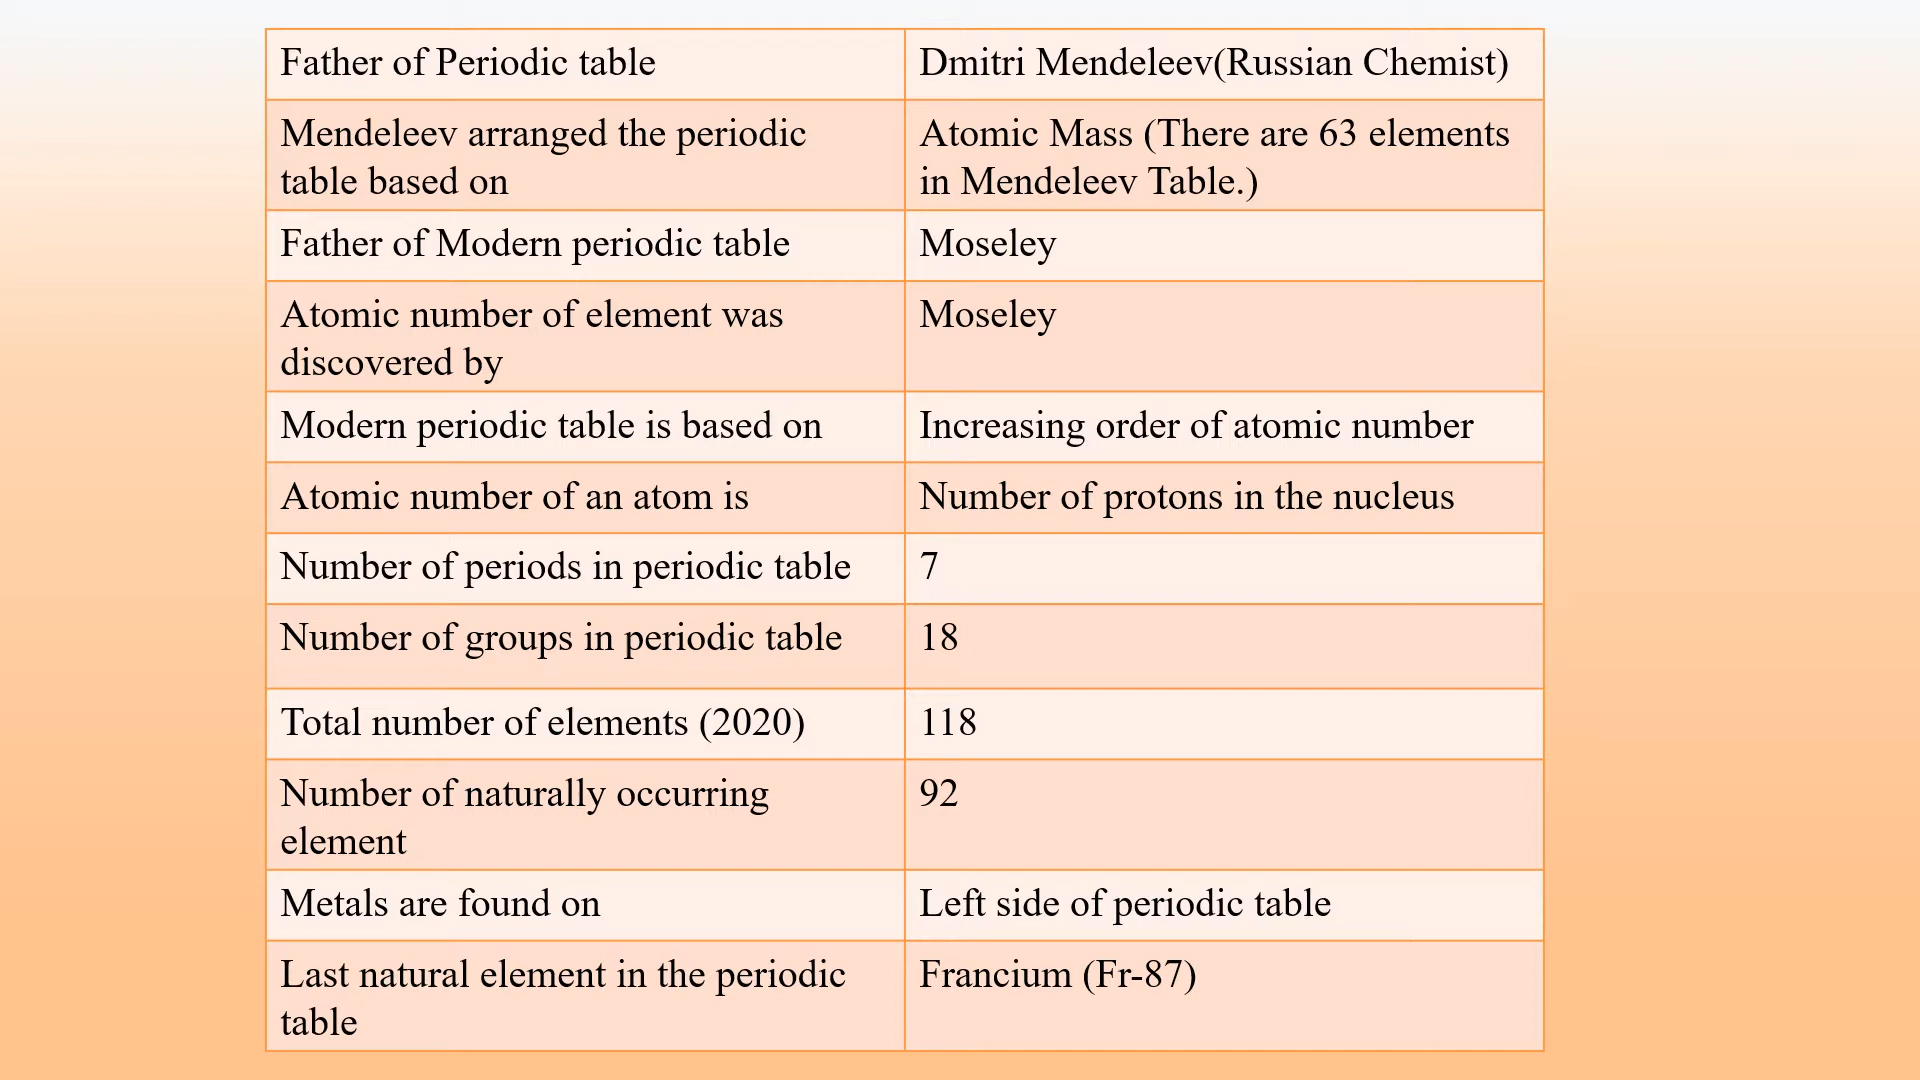 Father of Periodic table
Dmitri Mendeleev(Russian Chemist)
Mendeleev arranged the periodic
table based on
Atomic Mass (There are 63 elements
in Mendeleev Table.)
Father of Modern periodic table
Moseley
Atomic number of element was
discovered by
Moseley
Modern periodic table is based on
Increasing order of atomic number
Atomic number of an atom is
Number of protons in the nucleus
Number of periods in periodic table
7
Number of groups in periodic table
18
Total number of elements (2020)
118
Number of naturally occurring
element
92
Metals are found on
Left side of periodic table
Last natural element in the periodic
table
Francium (Fr-87)